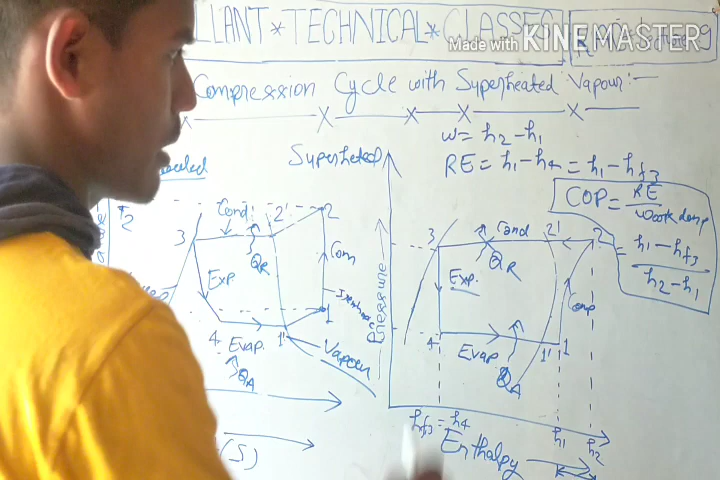 LLANT * TECHNICAL * CLASSES
Made with KINEMASTER
Compression Cycle with Superheated Vapour:-
W = h2 - h1
RE = h1 - h4 = h1 - hf3
COP = RE / Work done
= h1 - hf3 / h2 - h1
Superheted
T2
3 Cond 2' 2
QR
Exp. Com
4 Evap. 1' 1
QA
Vapour
(S)
Pressure
3 Cond 2' 2
QR
Exp. Comp
4 Evap 1' 1
QA
hf3 = h4 h1 h2
Enthalpy